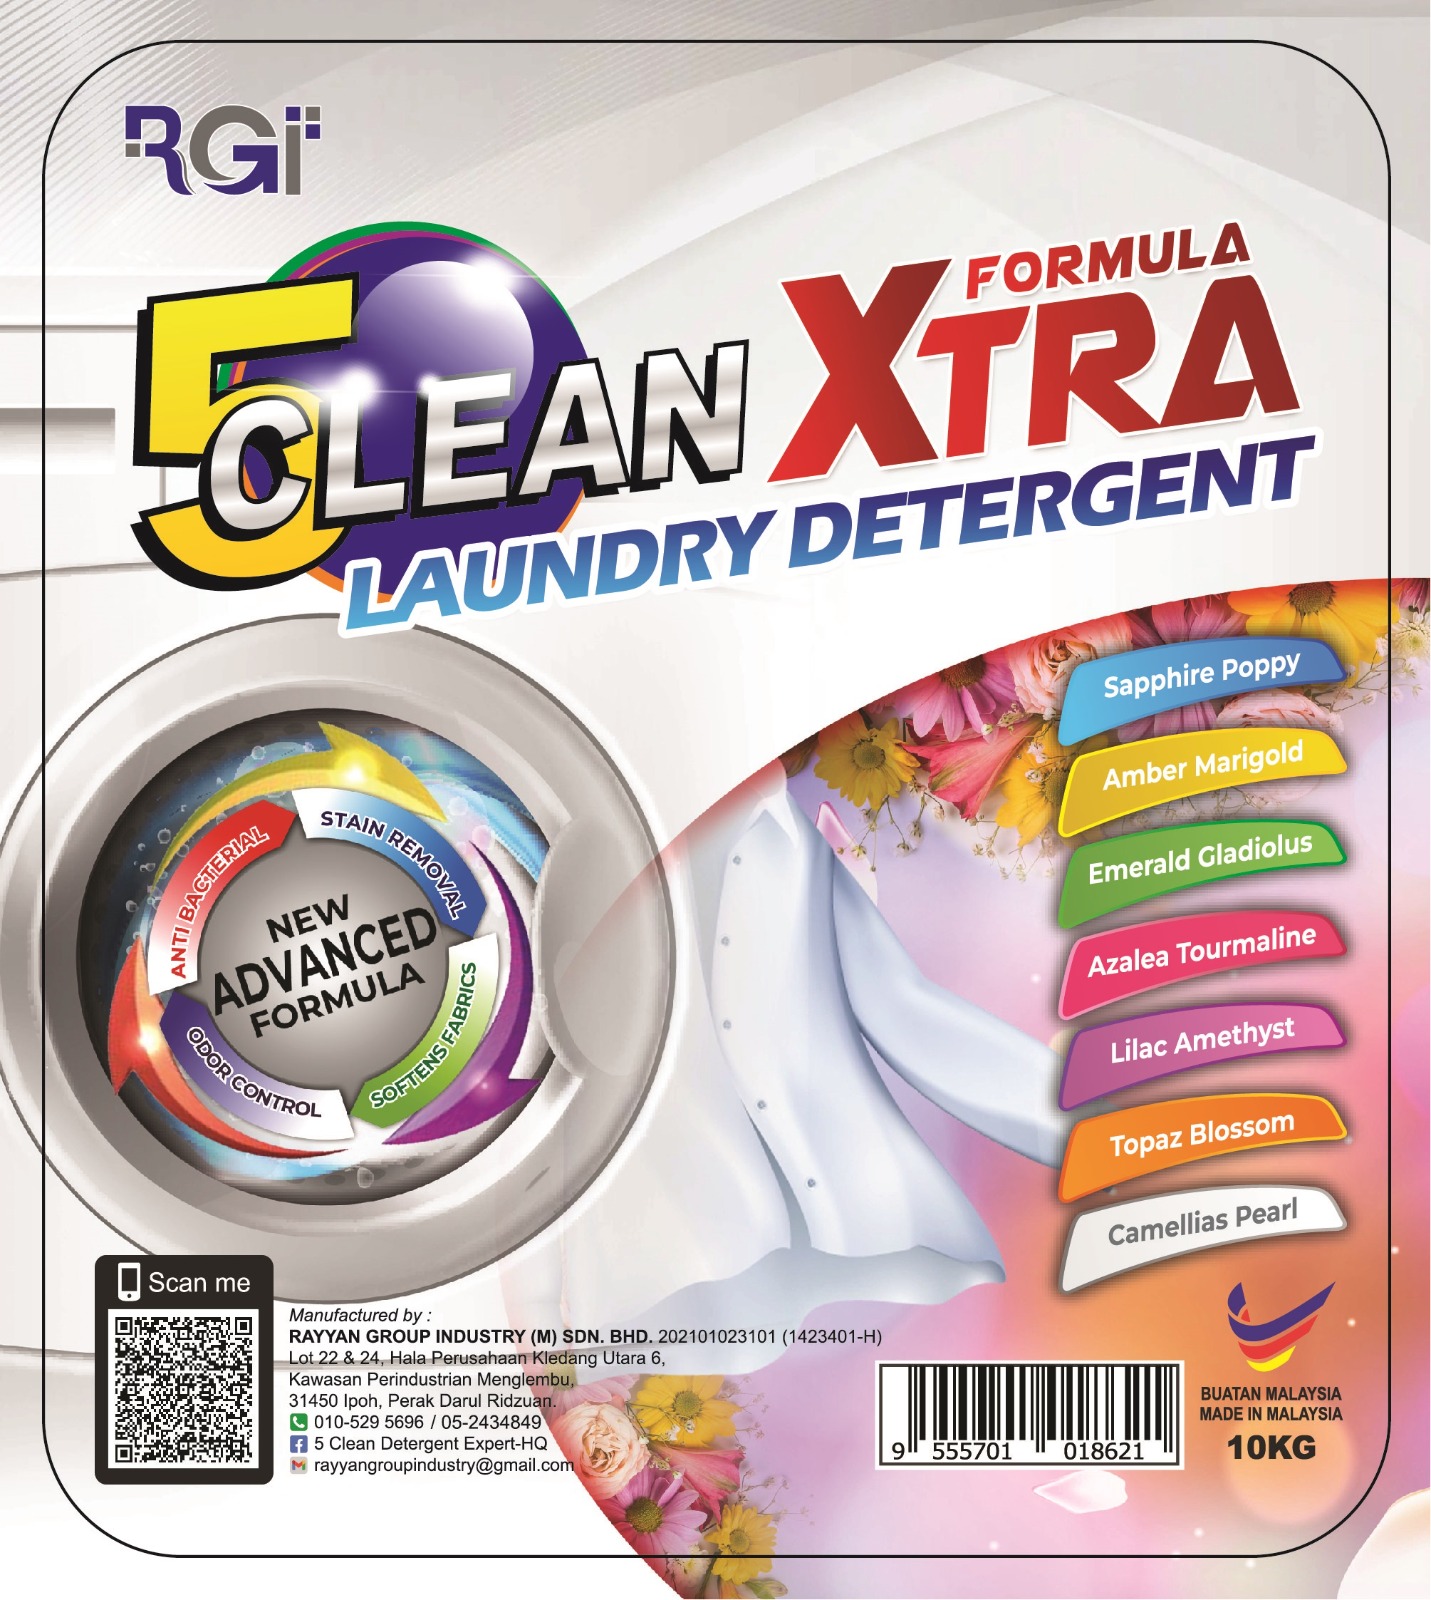 RGI
5 CLEAN
FORMULA
XTRA
LAUNDRY DETERGENT
Sapphire Poppy
Amber Marigold
Emerald Gladiolus
Azalea Tourmaline
Lilac Amethyst
Topaz Blossom
Camellias Pearl
ANTI BACTERIAL
STAIN REMOVAL
SOFTENS FABRICS
ODOR CONTROL
NEW
ADVANCED
FORMULA
Scan me
Manufactured by :
RAYYAN GROUP INDUSTRY (M) SDN. BHD. 202101023101 (1423401-H)
Lot 22 & 24, Hala Perusahaan Kledang Utara 6,
Kawasan Perindustrian Menglembu,
31450 Ipoh, Perak Darul Ridzuan.
010-529 5696 / 05-2434849
5 Clean Detergent Expert-HQ
rayyangroupindustry@gmail.com
9 555701 018621
BUATAN MALAYSIA
MADE IN MALAYSIA
10KG